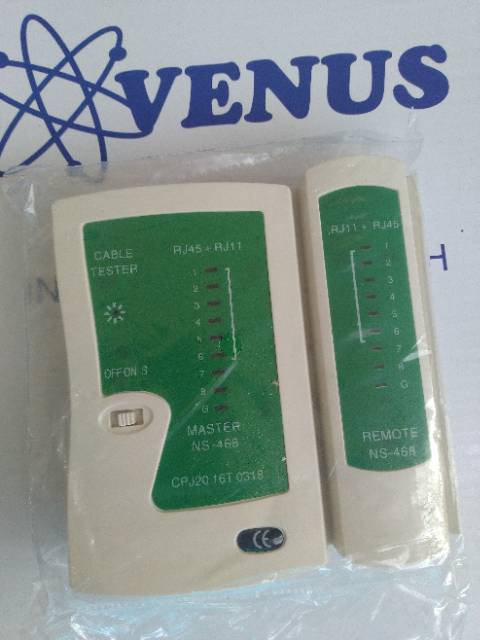 VENUS
T
IN
CABLE
TESTER
OFF ON S
RJ45 + RJ11
1
2
3
4
5
6
7
8
G
MASTER
NS-468
CPJ20 16T 0318
CE
RJ11 + RJ45
1
2
3
4
5
6
7
8
G
REMOTE
NS-468